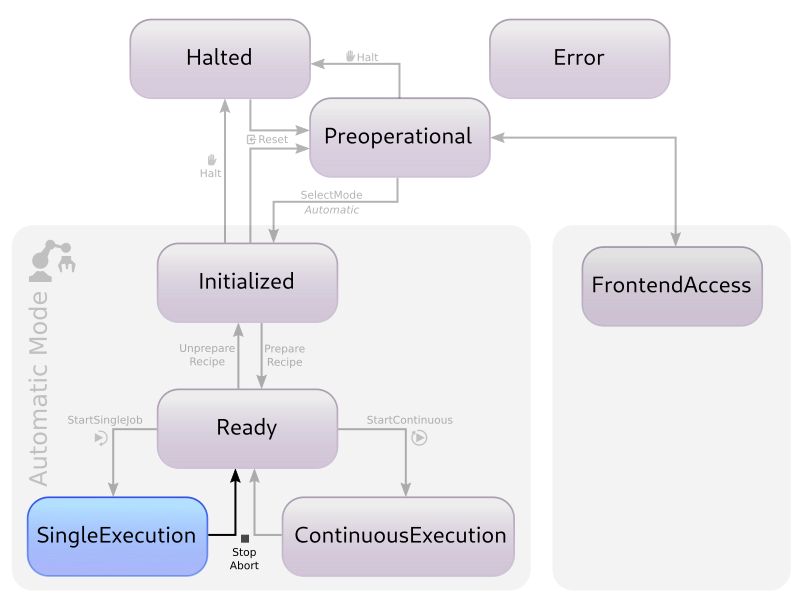 Halted
Error
Halt
Preoperational
Reset
Halt
SelectMode
Automatic
Automatic Mode
Initialized
FrontendAccess
Unprepare
Recipe
Prepare
Recipe
StartSingleJob
Ready
StartContinuous
SingleExecution
Stop
Abort
ContinuousExecution